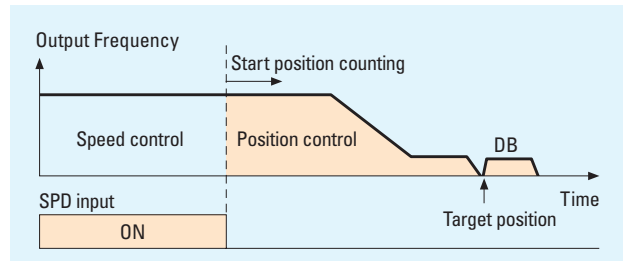 Output Frequency
Start position counting
Speed control
Position control
DB
Time
SPD input
Target position
ON